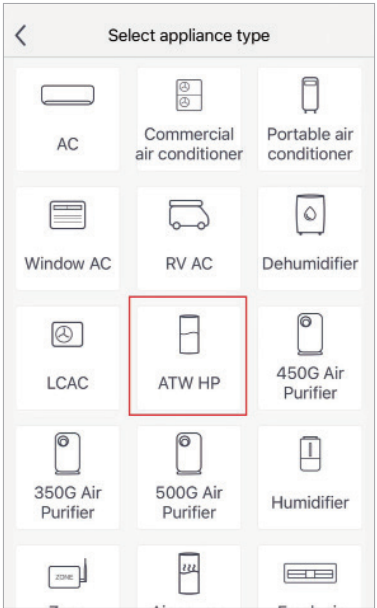 Select appliance type
AC
Commercial
air conditioner
Portable air
conditioner
Window AC
RV AC
Dehumidifier
LCAC
ATW HP
450G Air
Purifier
350G Air
Purifier
500G Air
Purifier
Humidifier
ZONE